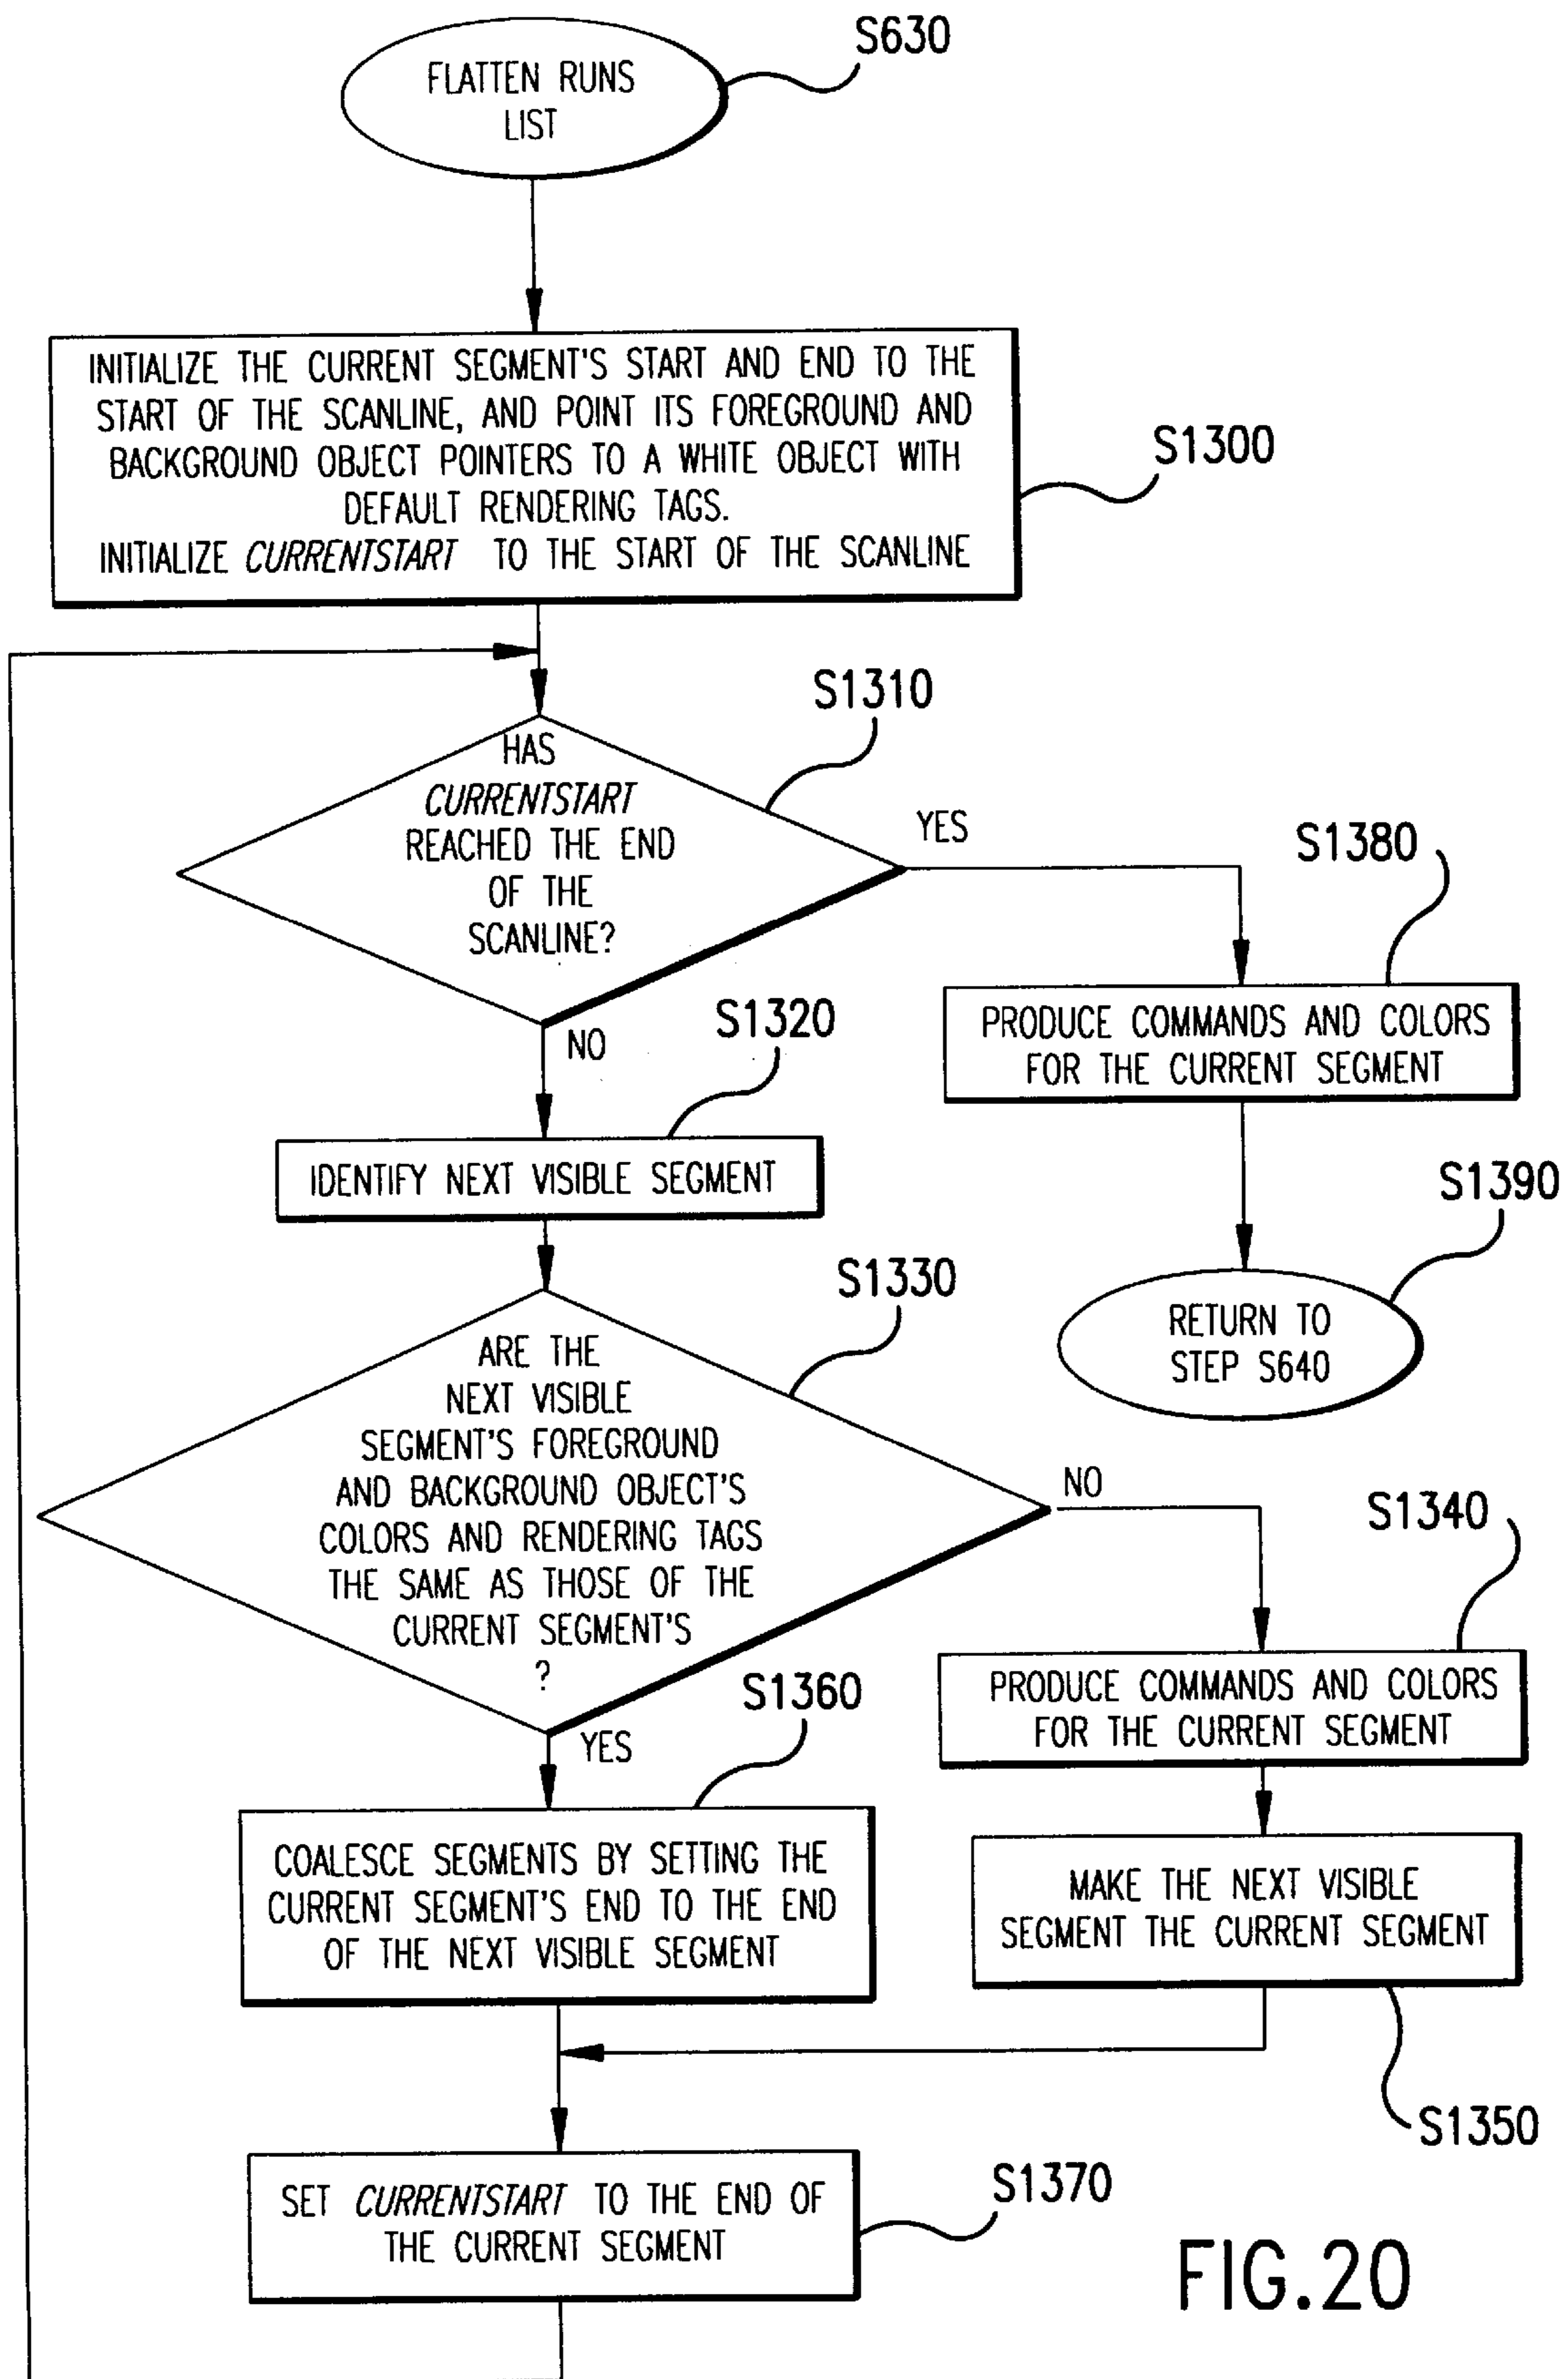 S630
FLATTEN RUNS
LIST
INITIALIZE THE CURRENT SEGMENT'S START AND END TO THE
START OF THE SCANLINE, AND POINT ITS FOREGROUND AND
BACKGROUND OBJECT POINTERS TO A WHITE OBJECT WITH
DEFAULT RENDERING TAGS.
INITIALIZE CURRENTSTART TO THE START OF THE SCANLINE
S1300
S1310
HAS
CURRENTSTART
REACHED THE END
OF THE
SCANLINE?
YES
NO
S1380
PRODUCE COMMANDS AND COLORS
FOR THE CURRENT SEGMENT
S1320
IDENTIFY NEXT VISIBLE SEGMENT
S1390
RETURN TO
STEP S640
S1330
ARE THE
NEXT VISIBLE
SEGMENT'S FOREGROUND
AND BACKGROUND OBJECT'S
COLORS AND RENDERING TAGS
THE SAME AS THOSE OF THE
CURRENT SEGMENT'S
?
NO
YES
S1340
PRODUCE COMMANDS AND COLORS
FOR THE CURRENT SEGMENT
S1360
COALESCE SEGMENTS BY SETTING THE
CURRENT SEGMENT'S END TO THE END
OF THE NEXT VISIBLE SEGMENT
MAKE THE NEXT VISIBLE
SEGMENT THE CURRENT SEGMENT
S1350
SET CURRENTSTART TO THE END OF
THE CURRENT SEGMENT
S1370
FIG.20